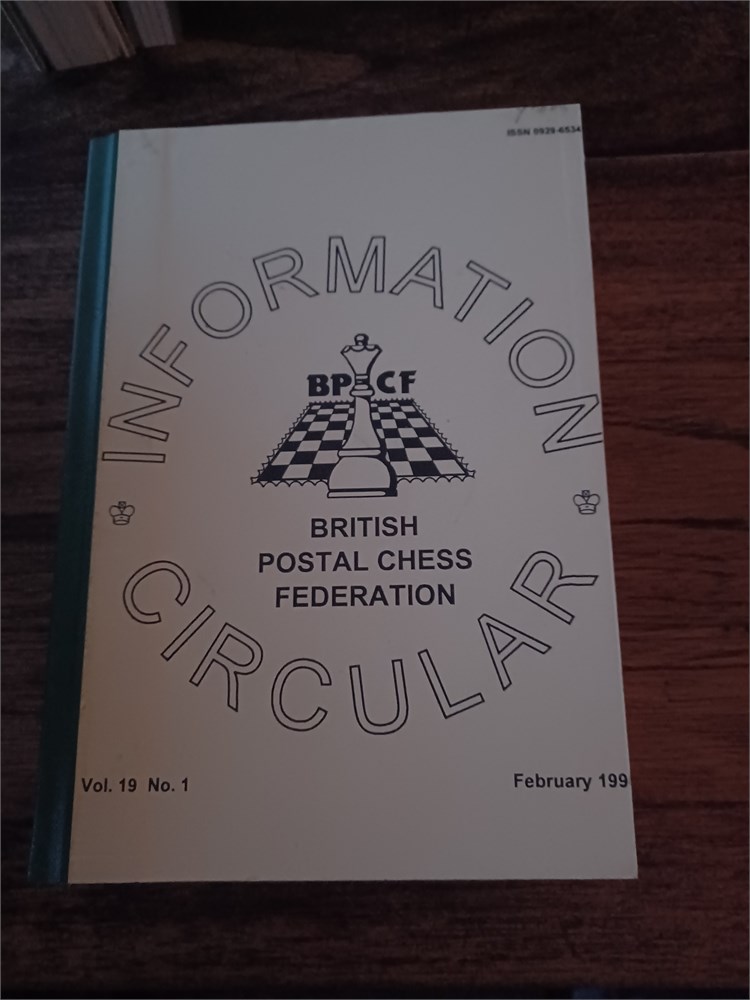 ISSN 0929-6534
INFORMATION
BPCF
BRITISH
POSTAL CHESS
FEDERATION
CIRCULAR
Vol. 19 No. 1
February 199